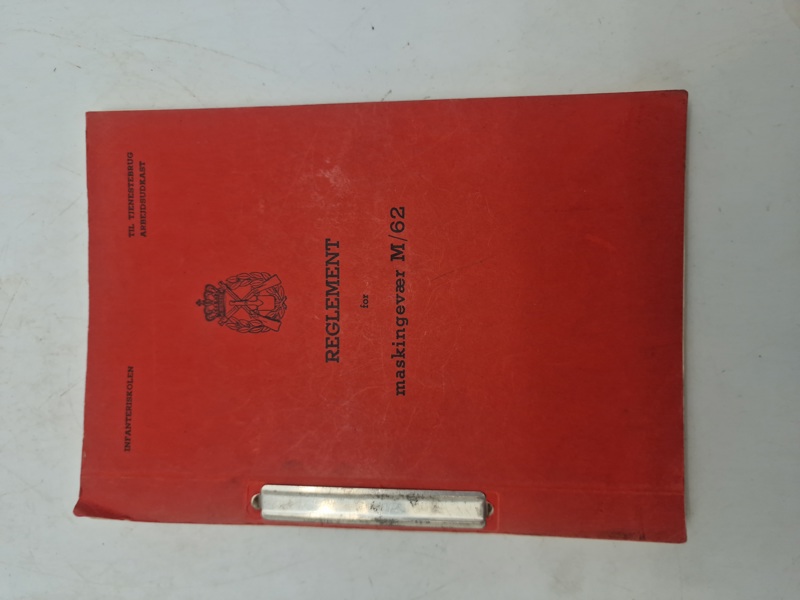 INFANTERISKOLEN
TIL TJENESTEBRUG
ARBEJDSUDKAST
REGLEMENT
for
maskingevær M/62